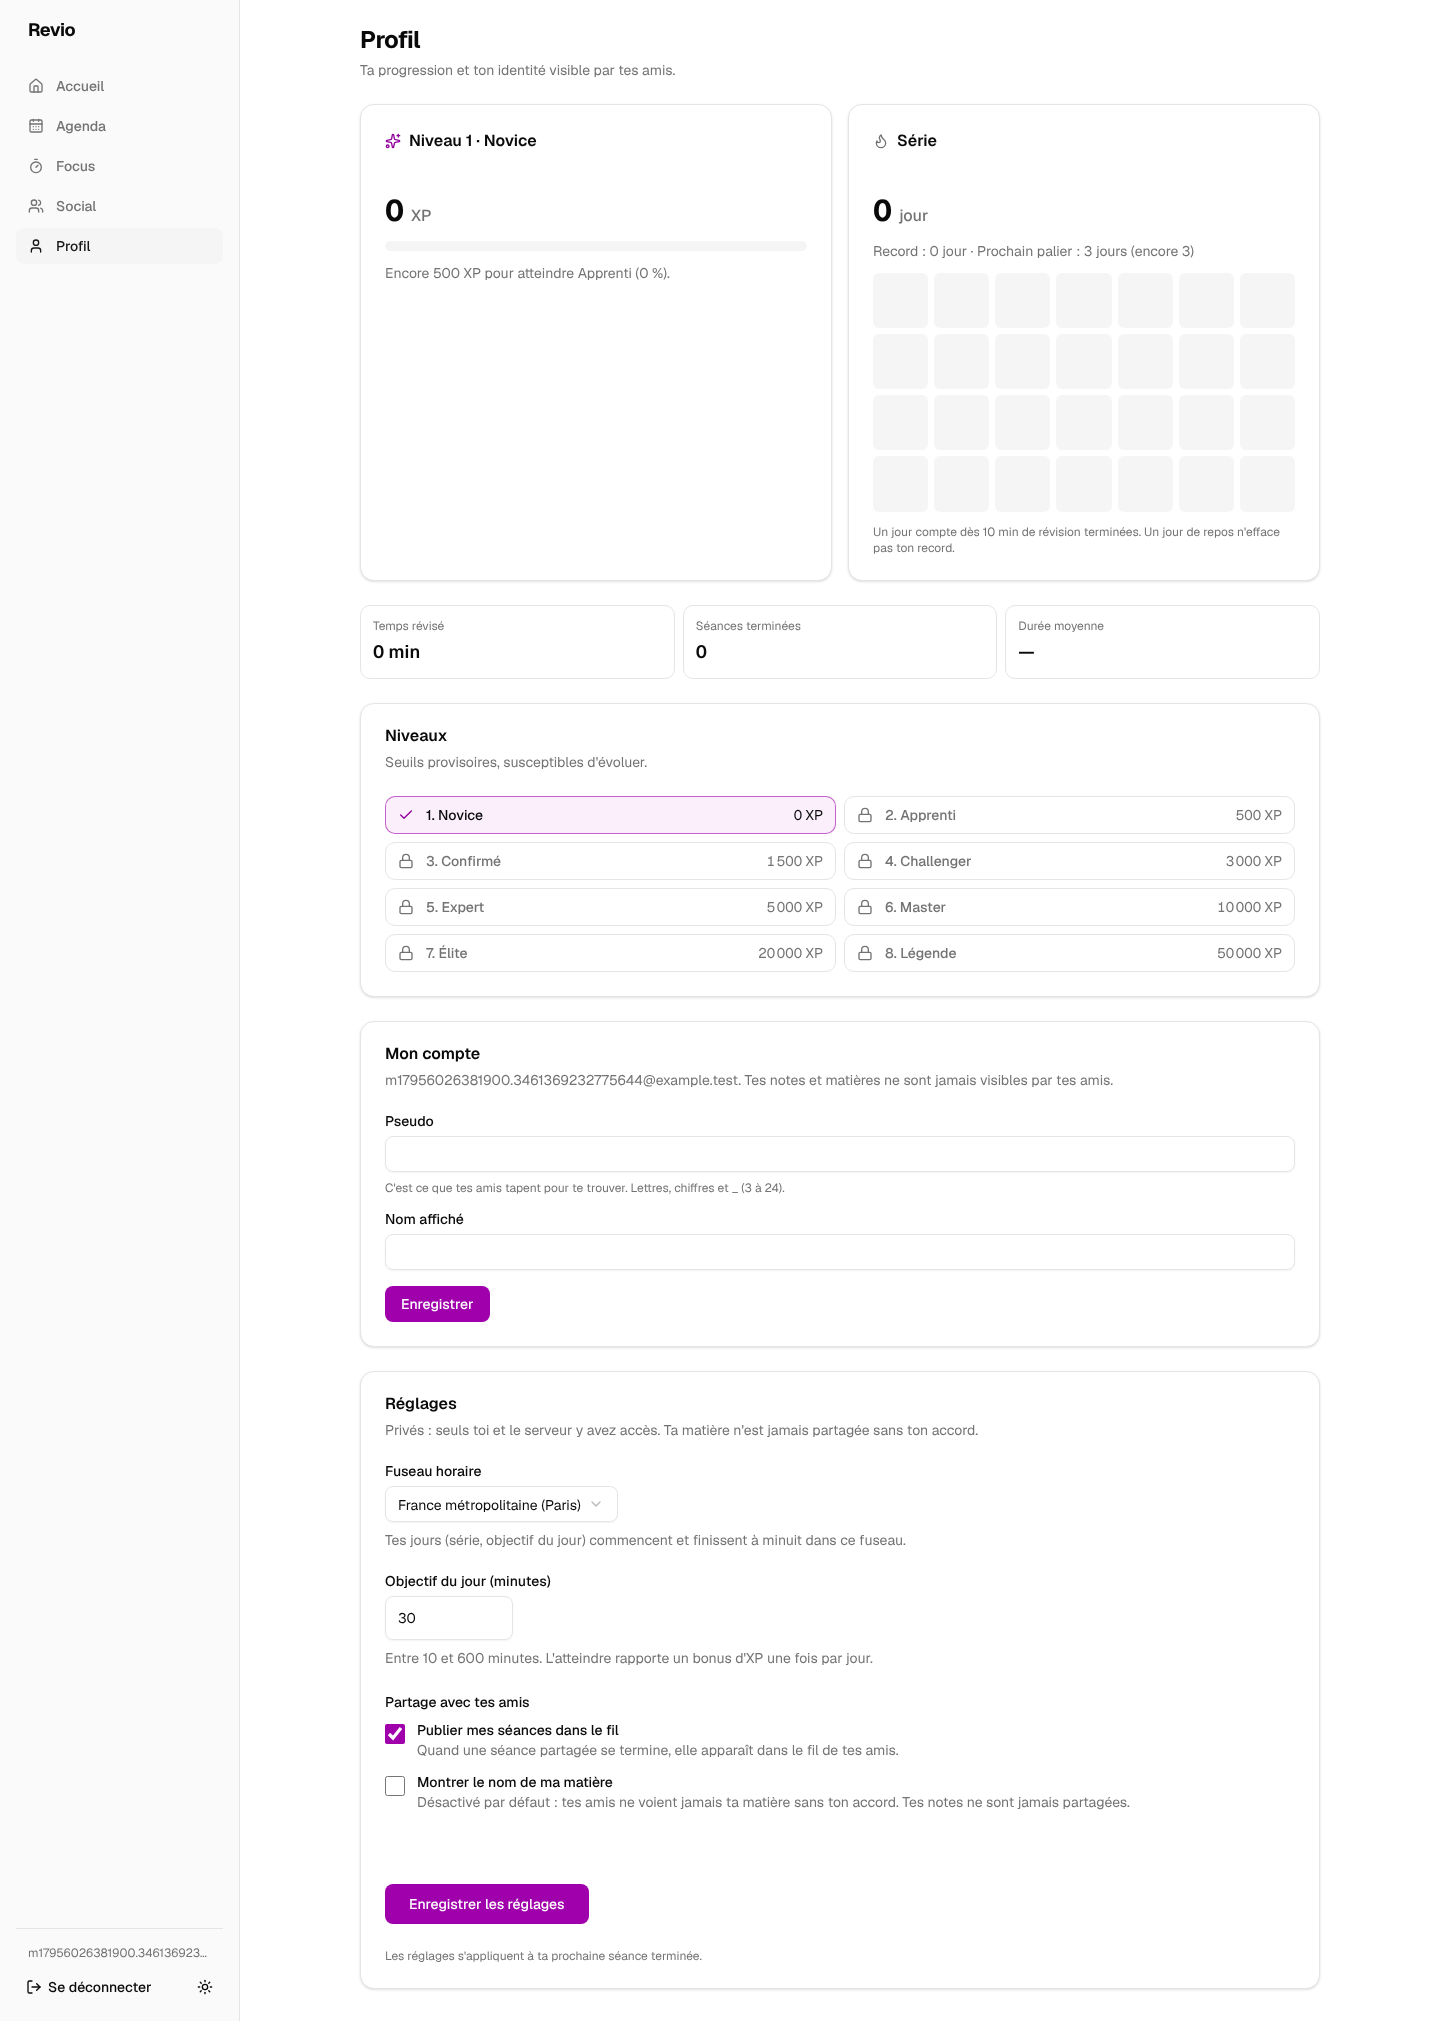 Revio
Accueil
Agenda
Focus
Social
Profil
Profil
Ta progression et ton identité visible par tes amis.
Niveau 1 · Novice
0 XP
Encore 500 XP pour atteindre Apprenti (0 %).
Série
0 jour
Record : 0 jour · Prochain palier : 3 jours (encore 3)
Un jour compte dès 10 min de révision terminées. Un jour de repos n'efface
pas ton record.
Temps révisé
0 min
Séances terminées
0
Durée moyenne
—
Niveaux
Seuils provisoires, susceptibles d'évoluer.
1. Novice 0 XP
2. Apprenti 500 XP
3. Confirmé 1 500 XP
4. Challenger 3 000 XP
5. Expert 5 000 XP
6. Master 10 000 XP
7. Élite 20 000 XP
8. Légende 50 000 XP
Mon compte
m17956026381900.3461369232775644@example.test. Tes notes et matières ne sont jamais visibles par tes amis.
Pseudo
C'est ce que tes amis tapent pour te trouver. Lettres, chiffres et _ (3 à 24).
Nom affiché
Enregistrer
Réglages
Privés : seuls toi et le serveur y avez accès. Ta matière n'est jamais partagée sans ton accord.
Fuseau horaire
France métropolitaine (Paris)
Tes jours (série, objectif du jour) commencent et finissent à minuit dans ce fuseau.
Objectif du jour (minutes)
30
Entre 10 et 600 minutes. L'atteindre rapporte un bonus d'XP une fois par jour.
Partage avec tes amis
Publier mes séances dans le fil
Quand une séance partagée se termine, elle apparaît dans le fil de tes amis.
Montrer le nom de ma matière
Désactivé par défaut : tes amis ne voient jamais ta matière sans ton accord. Tes notes ne sont jamais partagées.
Enregistrer les réglages
Les réglages s'appliquent à ta prochaine séance terminée.
m17956026381900.346136923...
Se déconnecter